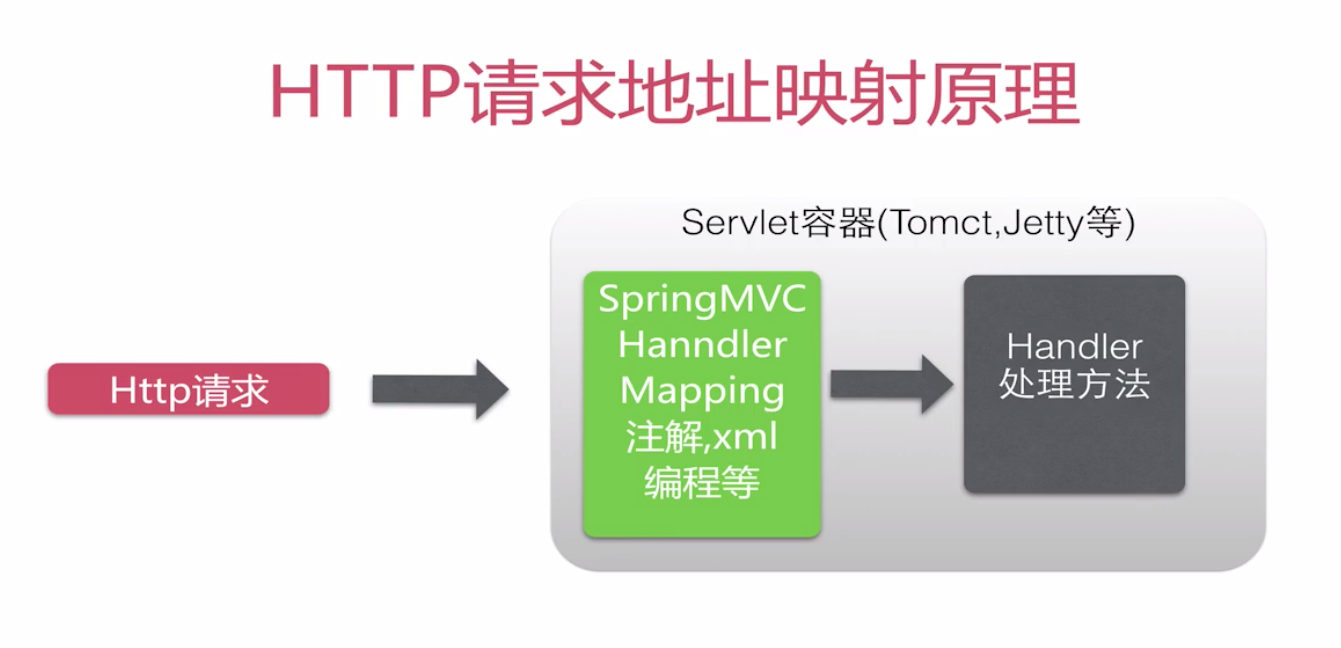 HTTP请求地址映射原理
Servlet容器(Tomct,Jetty等)
Http请求
SpringMVC
Hanndler
Mapping
注解,xml
编程等
Handler
处理方法